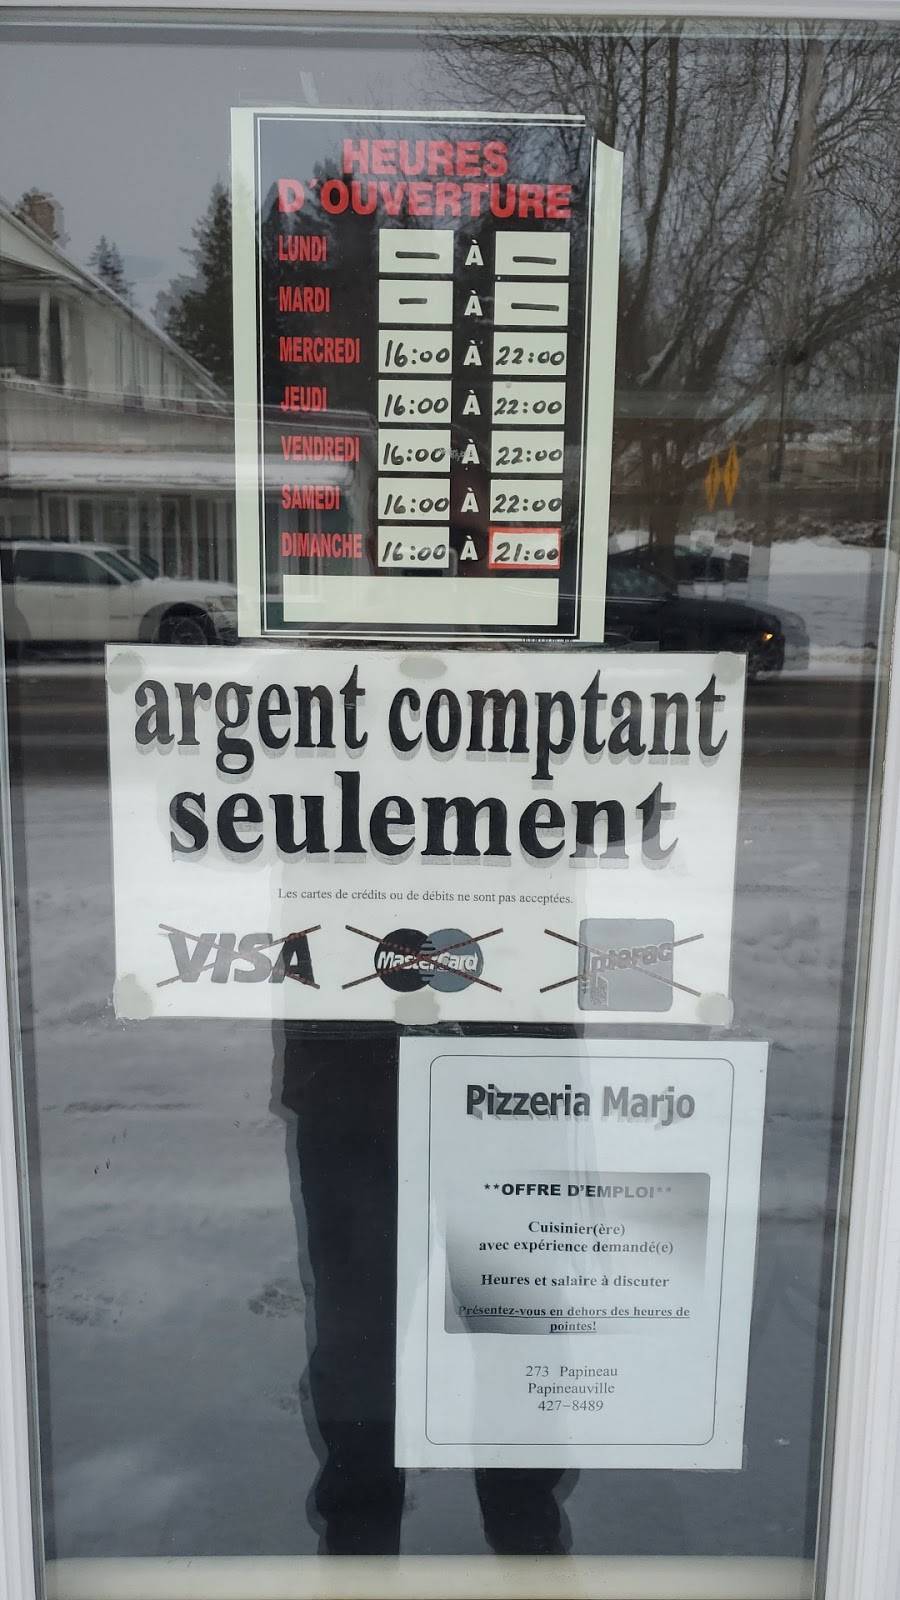 HEURES
D'OUVERTURE
LUNDI — À —
MARDI — À —
MERCREDI 16:00 À 22:00
JEUDI 16:00 À 22:00
VENDREDI 16:00 À 22:00
SAMEDI 16:00 À 22:00
DIMANCHE 16:00 À 21:00
argent comptant
seulement
Les cartes de crédits ou de débits ne sont pas acceptées.
VISA MasterCard Interac
Pizzeria Marjo
**OFFRE D'EMPLOI**
Cuisinier(ère)
avec expérience demandé(e)
Heures et salaire à discuter
Présentez-vous en dehors des heures de
pointes!
273 Papineau
Papineauville
427-8489